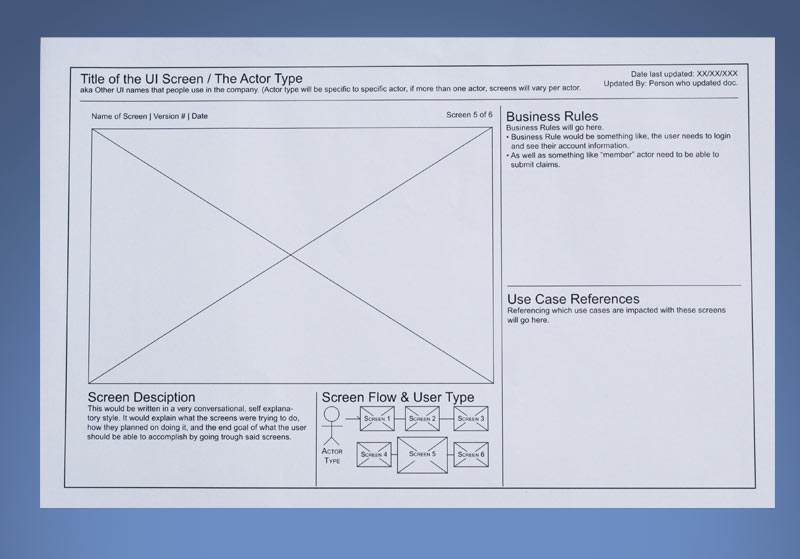 Title of the UI Screen / The Actor Type
aka Other UI names that people use in the company. (Actor type will be specific to specific actor, if more than one actor, screens will vary per actor.
Date last updated: XX/XX/XXX
Updated By: Person who updated doc.
Name of Screen | Version # | Date
Screen 5 of 6
Business Rules
Business Rules will go here.
• Business Rule would be something like, the user needs to login
and see their account information.
• As well as something like "member" actor need to be able to
submit claims.
Use Case References
Referencing which use cases are impacted with these screens
will go here.
Screen Desciption
This would be written in a very conversational, self explana-
tory style. It would explain what the screens were trying to do,
how they planned on doing it, and the end goal of what the user
should be able to accomplish by going trough said screens.
Screen Flow & User Type
Screen 1
Screen 2
Screen 3
Actor
Type
Screen 4
Screen 5
Screen 6